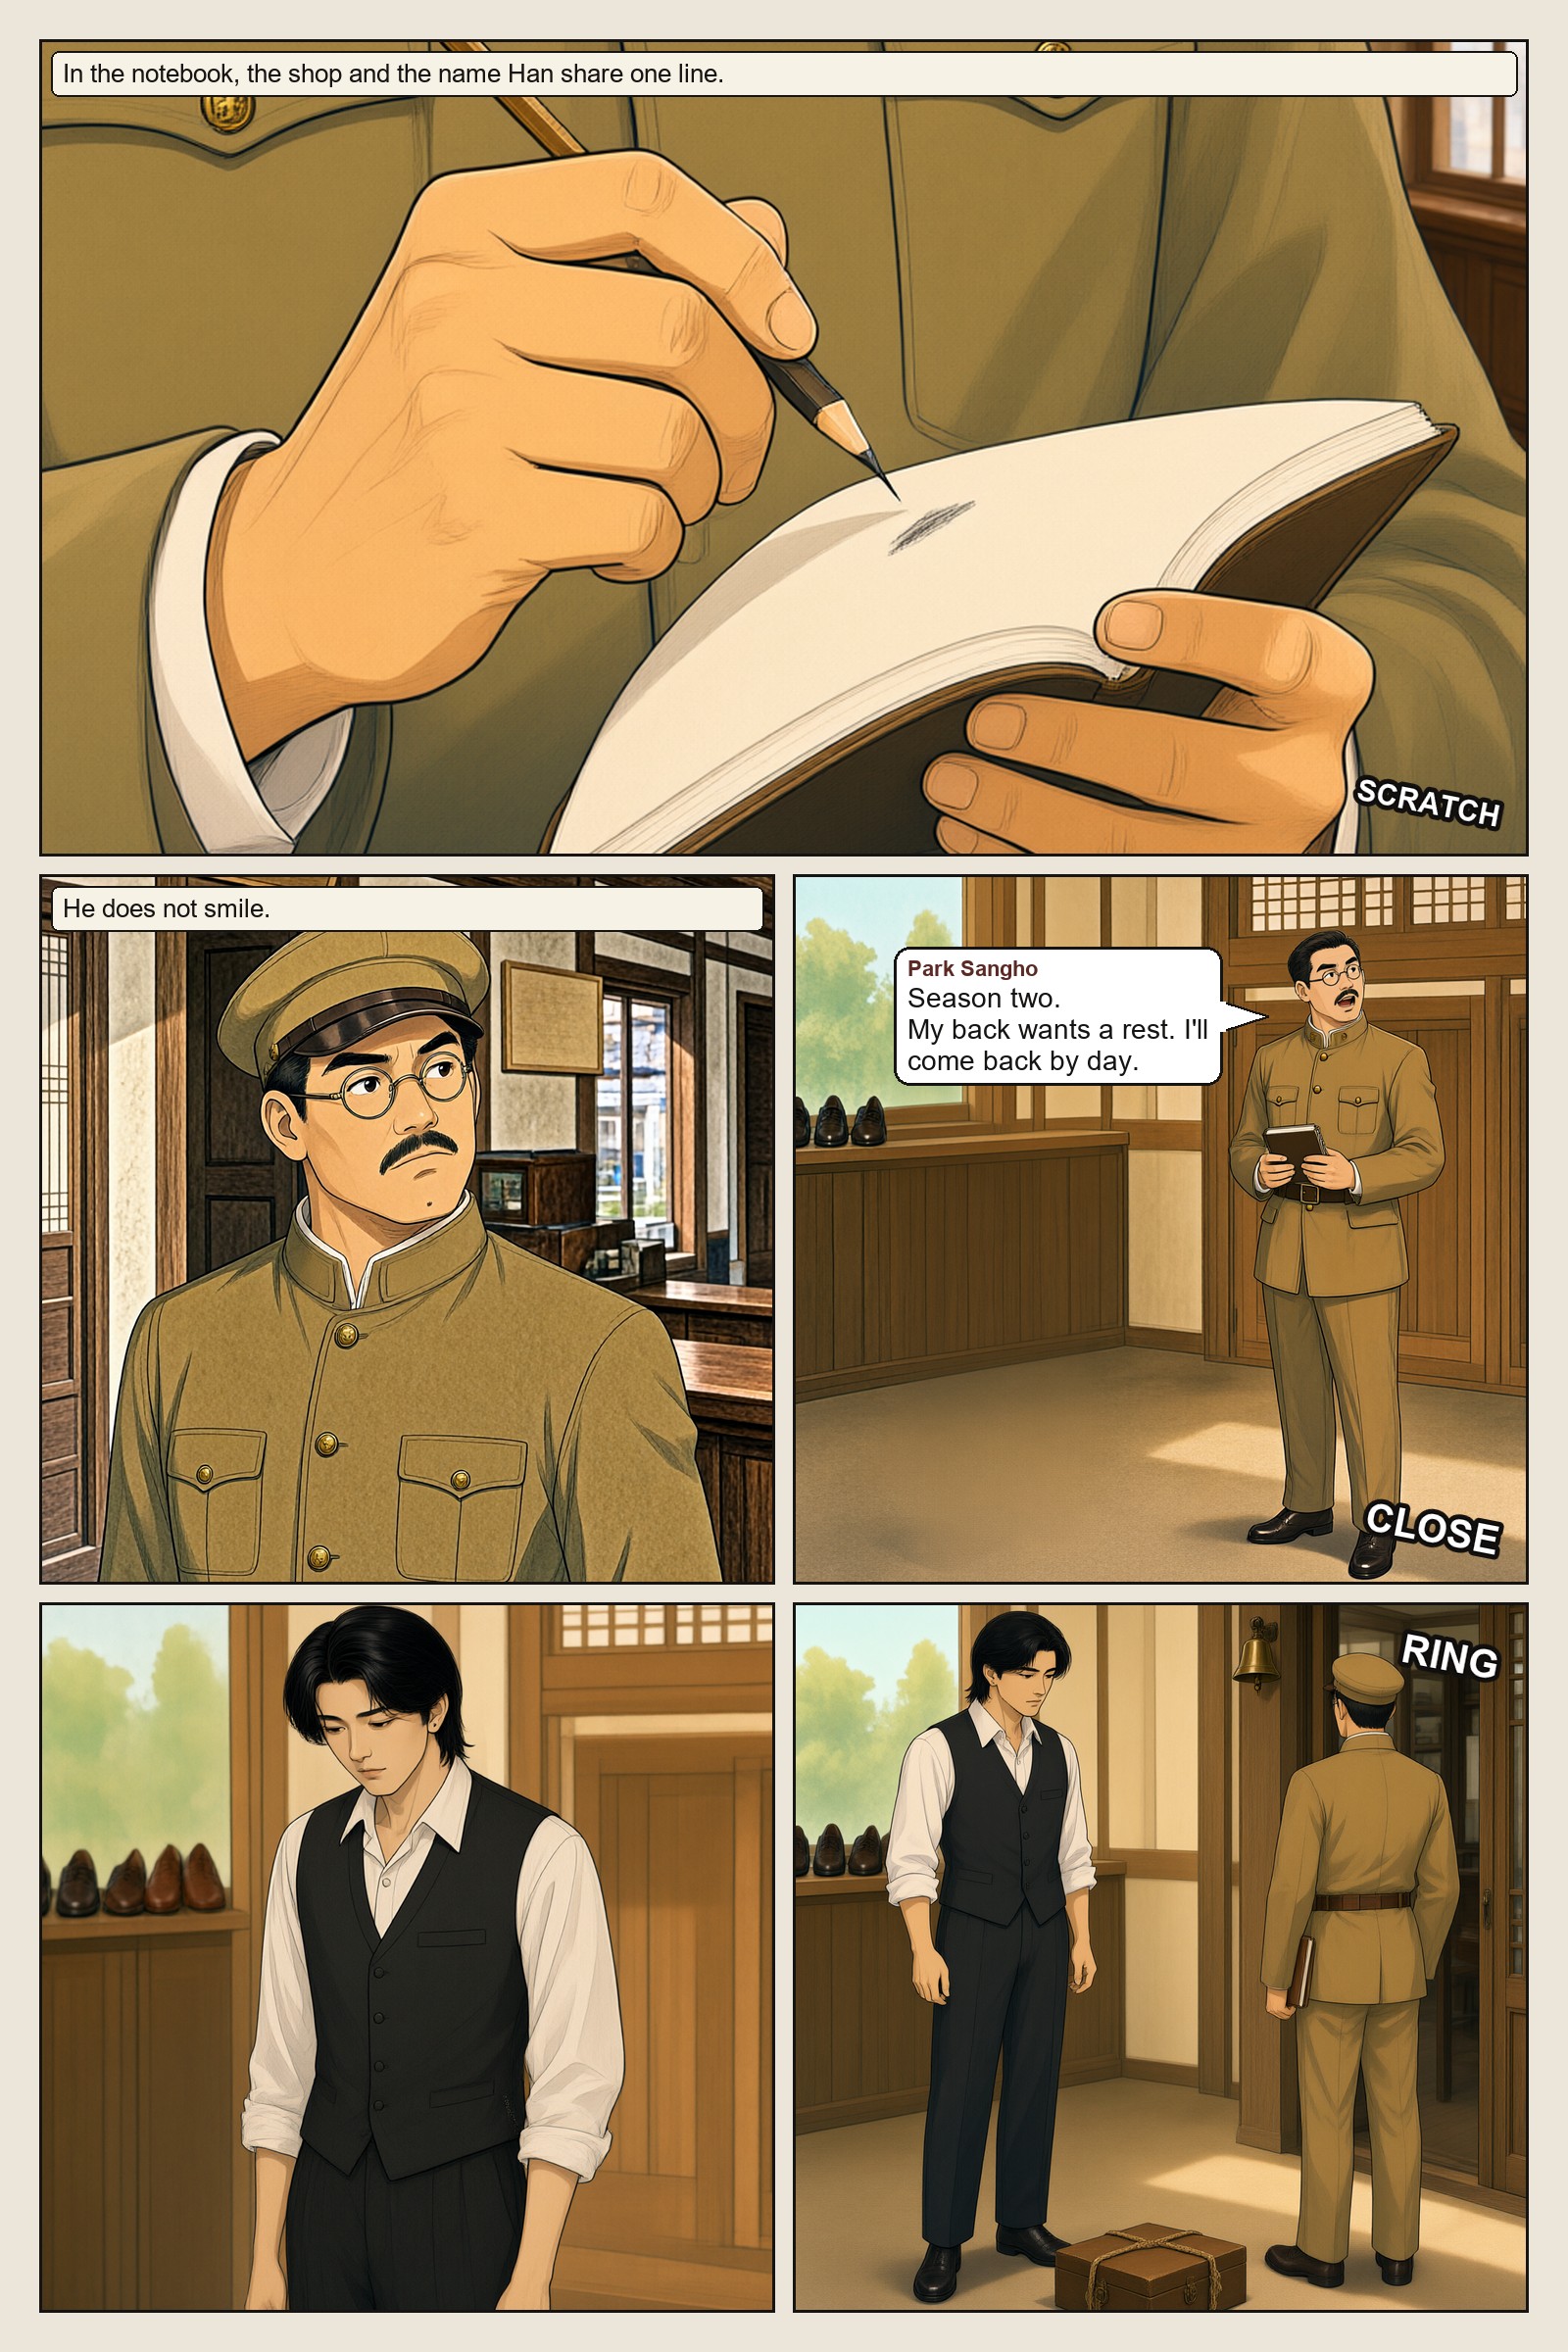 In the notebook, the shop and the name Han share one line.
SCRATCH
He does not smile.
Park Sangho
Season two.
My back wants a rest. I'll
come back by day.
CLOSE
RING